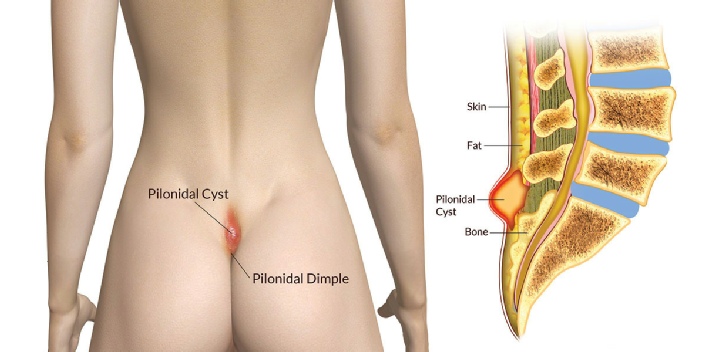 Pilonidal Cyst
Pilonidal Dimple
Skin
Fat
Pilonidal
Cyst
Bone